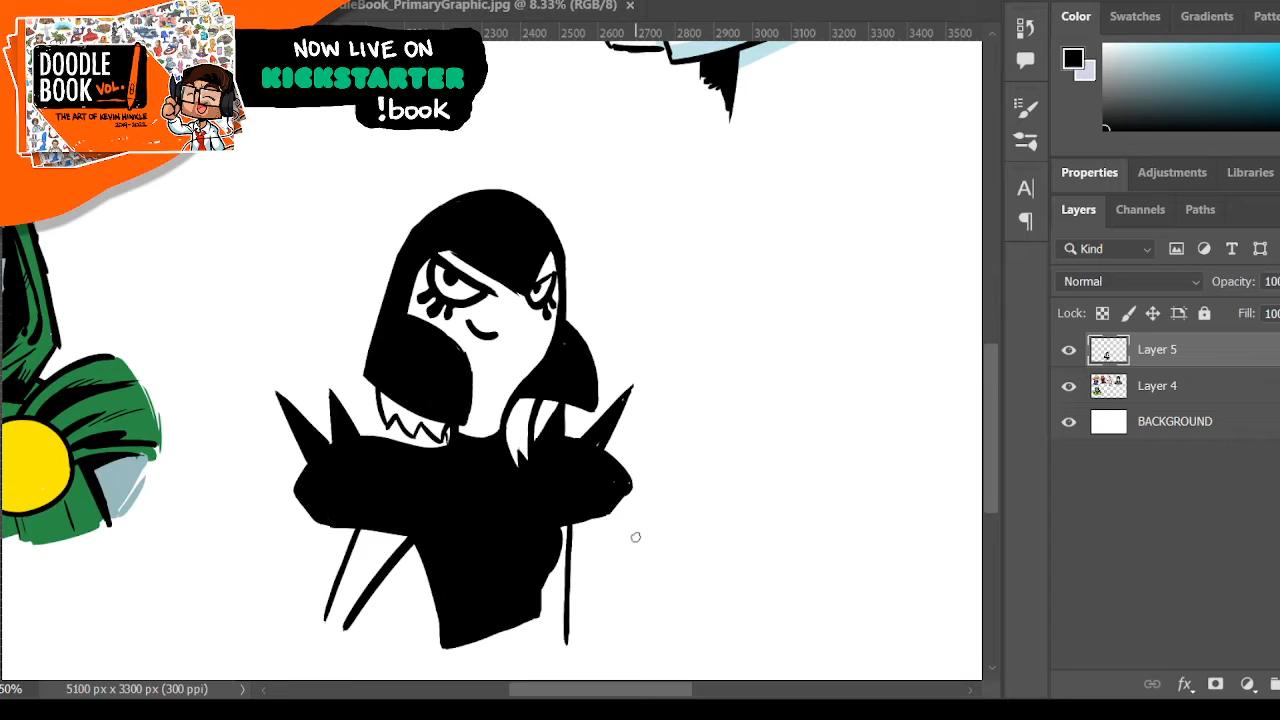 dleBook_PrimaryGraphic.jpg @ 8.33% (RGB/8) ×
2300 2400 2500 2600 2700 2800 2900 3000 3100 3200 3300 3400 3500
DOODLE
BOOK VOL.
THE ART OF KEVIN HINKLE
NOW LIVE ON
KICKSTARTER
!book
Color Swatches Gradients Patte
Properties Adjustments Libraries
Layers Channels Paths
Kind
Normal Opacity: 100
Lock: Fill: 100
Layer 5
Layer 4
BACKGROUND
50% 5100 px x 3300 px (300 ppi)
fx